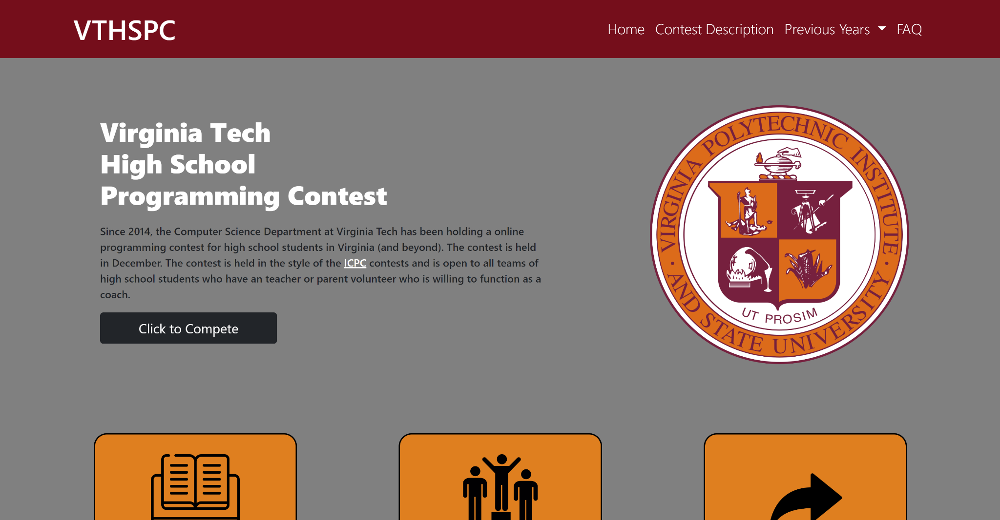 VTHSPC
Home Contest Description Previous Years FAQ
Virginia Tech
High School
Programming Contest
Since 2014, the Computer Science Department at Virginia Tech has been holding a online
programming contest for high school students in Virginia (and beyond). The contest is held
in December. The contest is held in the style of the ICPC contests and is open to all teams of
high school students who have an teacher or parent volunteer who is willing to function as a
coach.
Click to Compete
VIRGINIA POLYTECHNIC INSTITUTE
· AND STATE UNIVERSITY ·
UT PROSIM